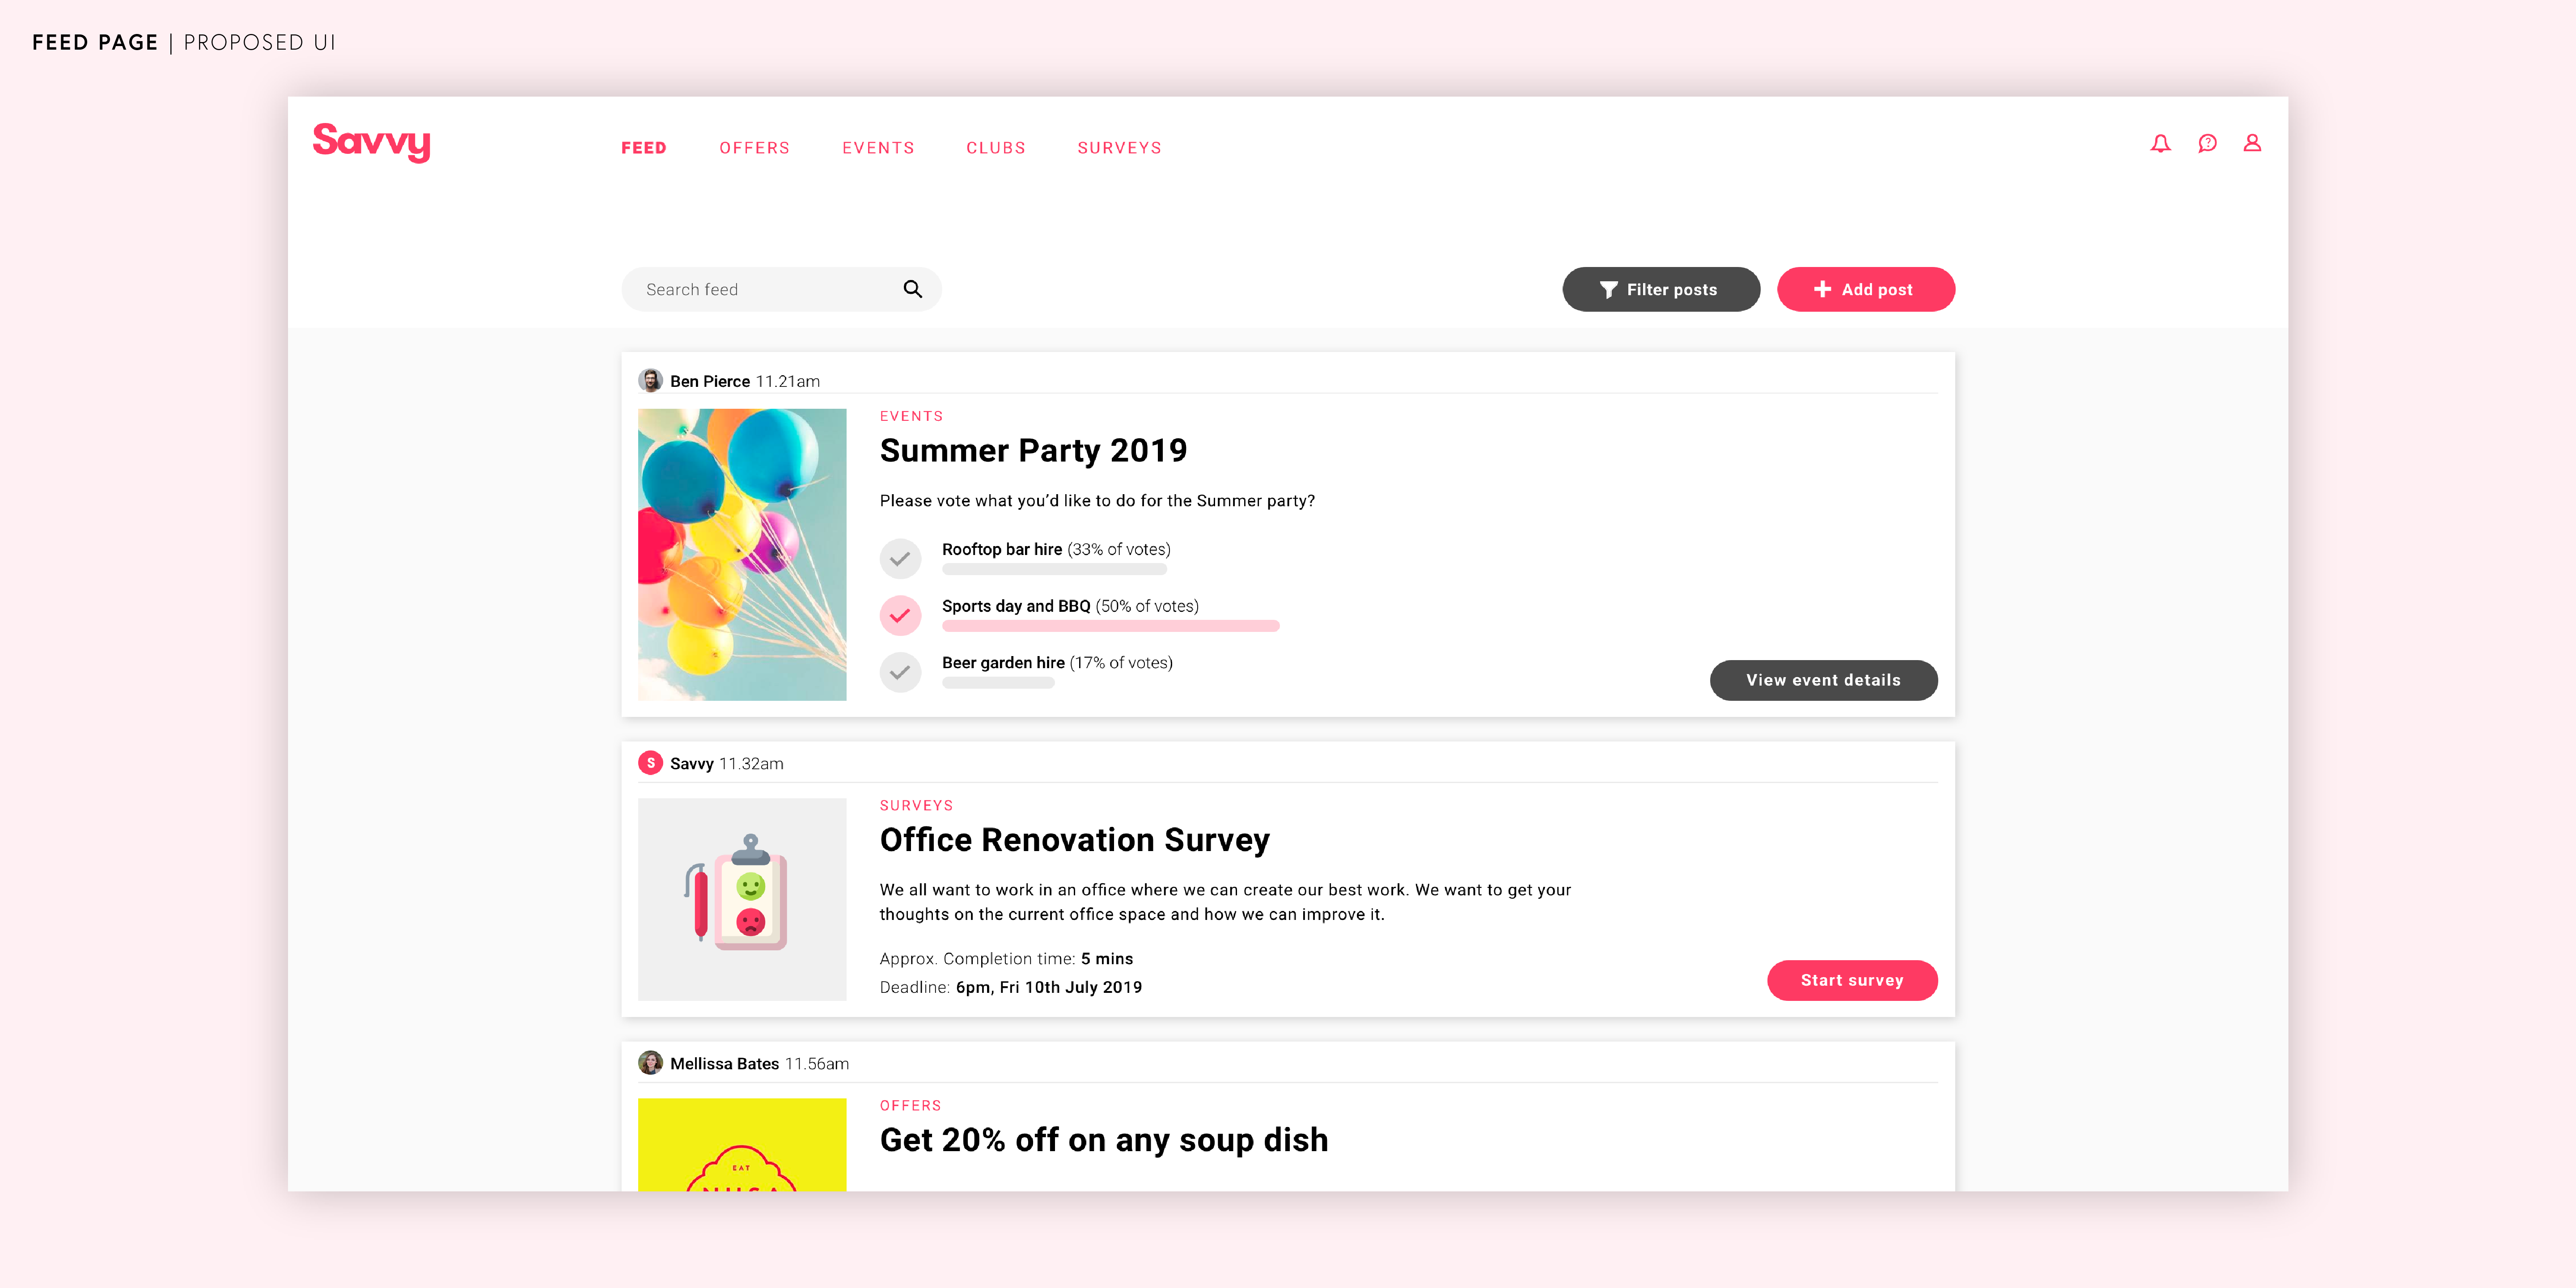 FEED PAGE | PROPOSED UI
Savvy
FEED OFFERS EVENTS CLUBS SURVEYS
Search feed
Filter posts
Add post
Ben Pierce 11.21am
EVENTS
Summer Party 2019
Please vote what you’d like to do for the Summer party?
Rooftop bar hire (33% of votes)
Sports day and BBQ (50% of votes)
Beer garden hire (17% of votes)
View event details
S Savvy 11.32am
SURVEYS
Office Renovation Survey
We all want to work in an office where we can create our best work. We want to get your
thoughts on the current office space and how we can improve it.
Approx. Completion time: 5 mins
Deadline: 6pm, Fri 10th July 2019
Start survey
Mellissa Bates 11.56am
OFFERS
Get 20% off on any soup dish
EAT